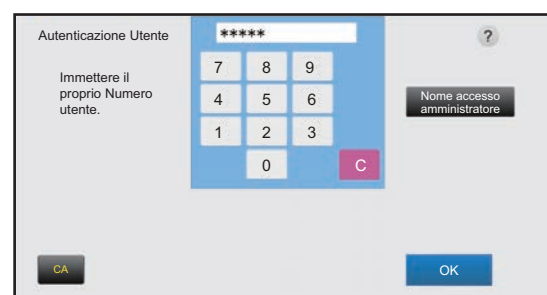 Autenticazione Utente
*****
?
Immettere il
proprio Numero
utente.
7 8 9
4 5 6
1 2 3
0 C
Nome accesso
amministratore
CA
OK